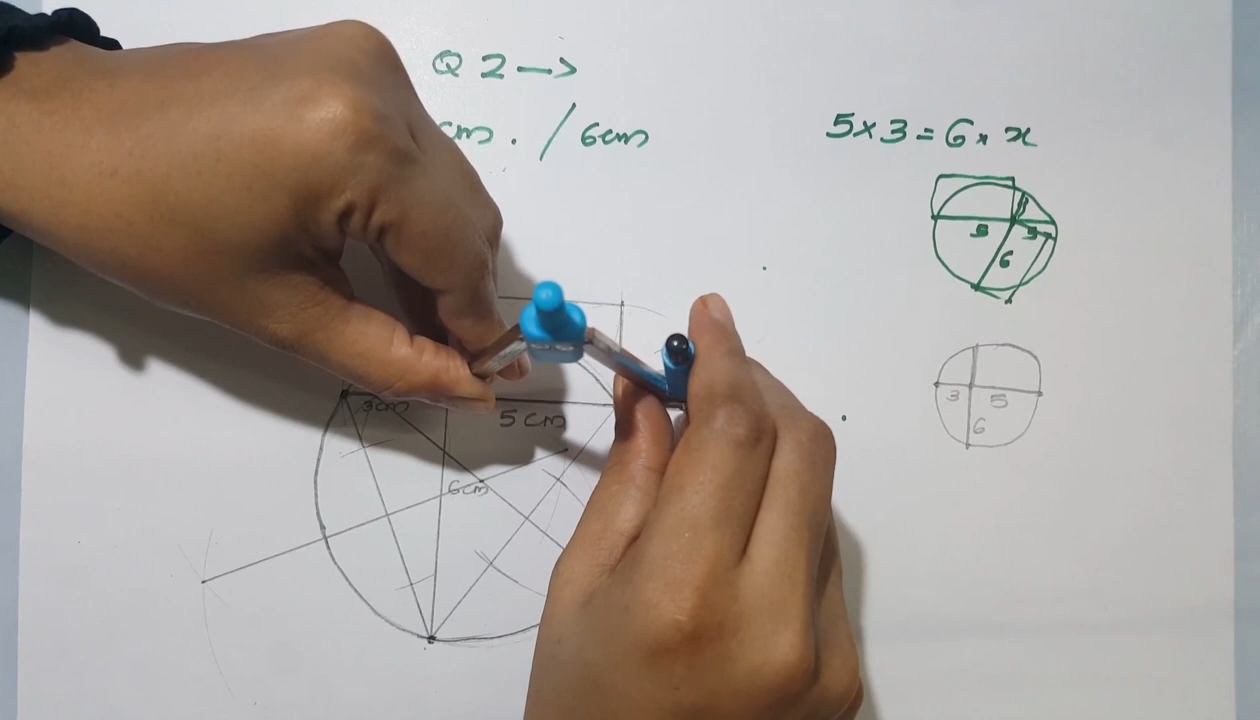 Q 2 →
cm. / 6cm
5×3 = 6× x
5 3
6
3 5
6
3cm
5cm
6cm